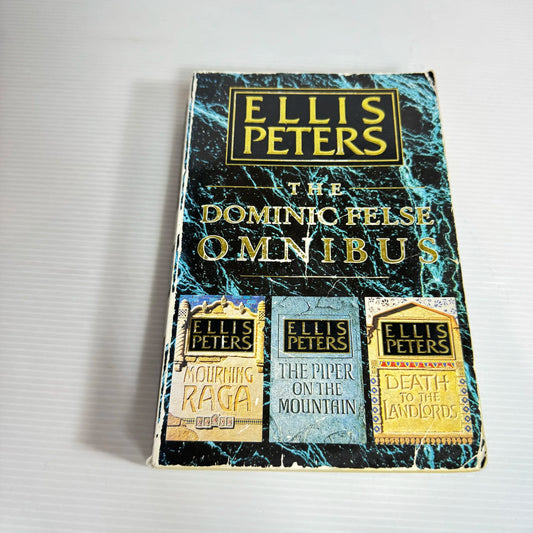 ELLIS
PETERS
THE
DOMINIC FELSE
OMNIBUS
ELLIS
PETERS
MOURNING
RAGA
ELLIS
PETERS
THE PIPER
ON THE
MOUNTAIN
ELLIS
PETERS
DEATH
TO THE
LANDLORDS